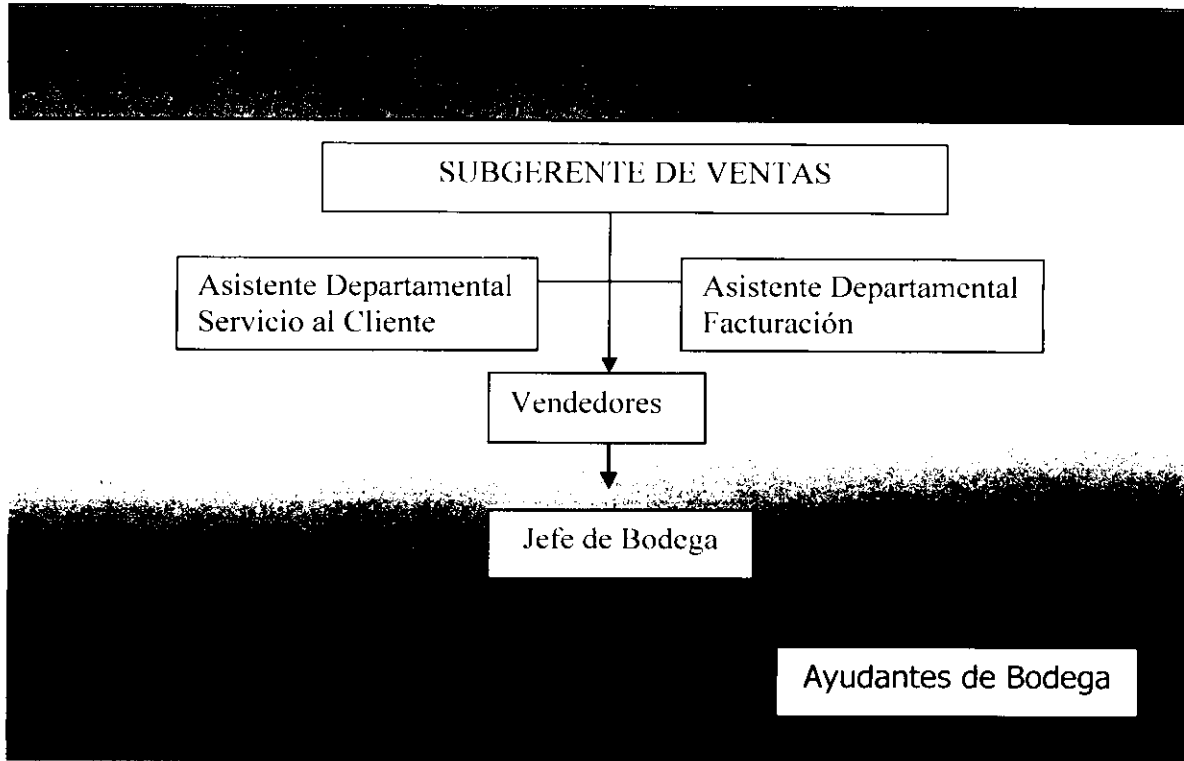 SUBGERENTE DE VENTAS
Asistente Departamental
Servicio al Cliente
Asistente Departamental
Facturación
Vendedores
Jefe de Bodega
Ayudantes de Bodega